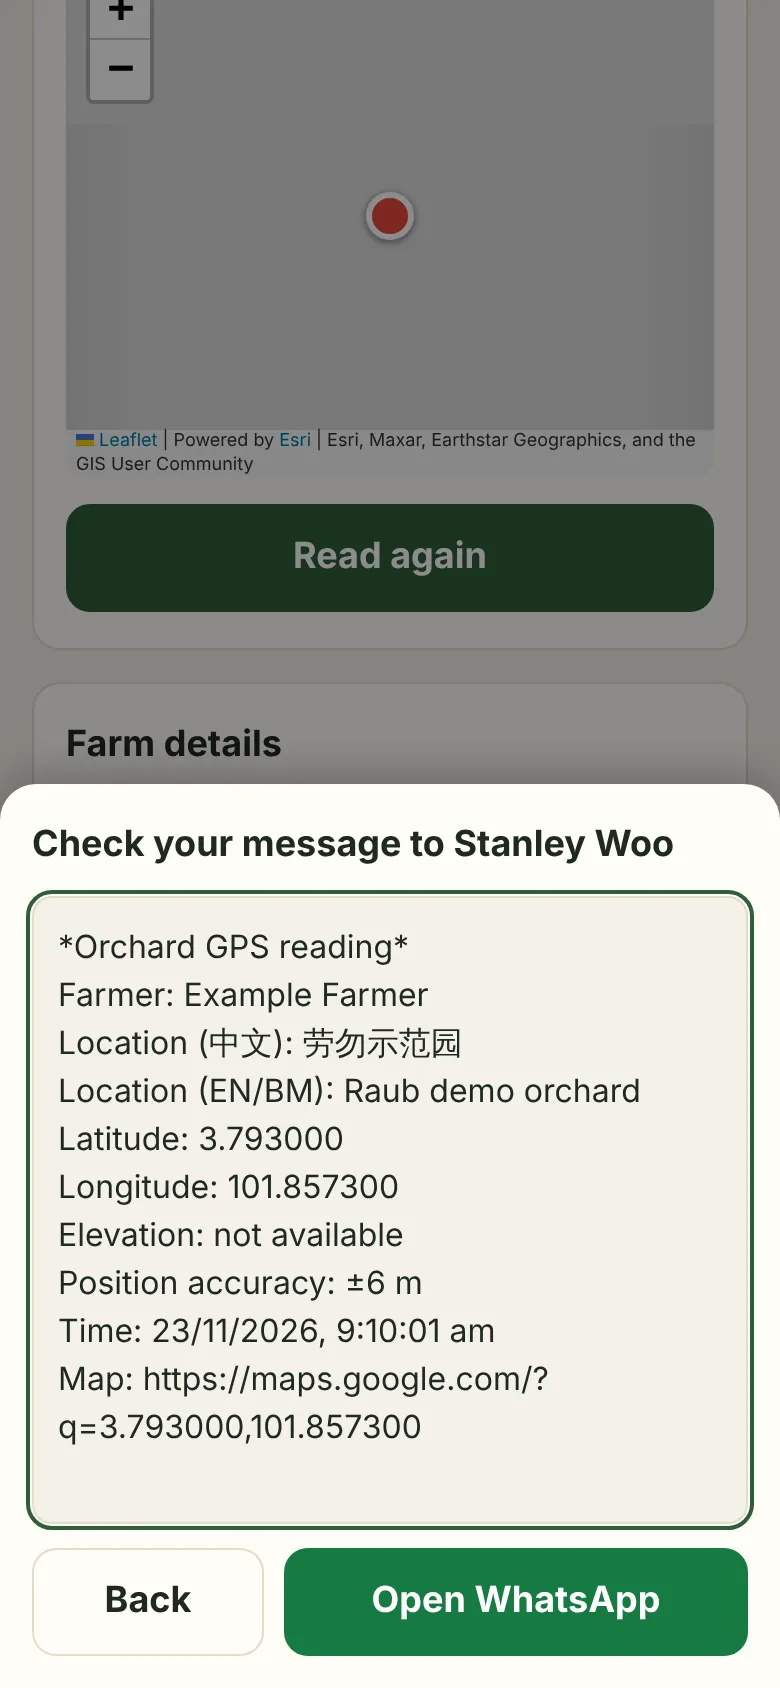 +
−
Leaflet | Powered by Esri | Esri, Maxar, Earthstar Geographics, and the
GIS User Community
Read again
Farm details
Check your message to Stanley Woo
*Orchard GPS reading*
Farmer: Example Farmer
Location (中文): 劳勿示范园
Location (EN/BM): Raub demo orchard
Latitude: 3.793000
Longitude: 101.857300
Elevation: not available
Position accuracy: ±6 m
Time: 23/11/2026, 9:10:01 am
Map: https://maps.google.com/?
q=3.793000,101.857300
Back
Open WhatsApp